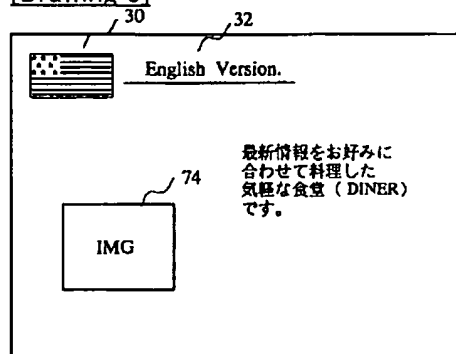 [Drawing 3]
30
32
English Version.
最新情報をお好みに
合わせて料理した
気軽な食堂 ( DINER)
です。
74
IMG